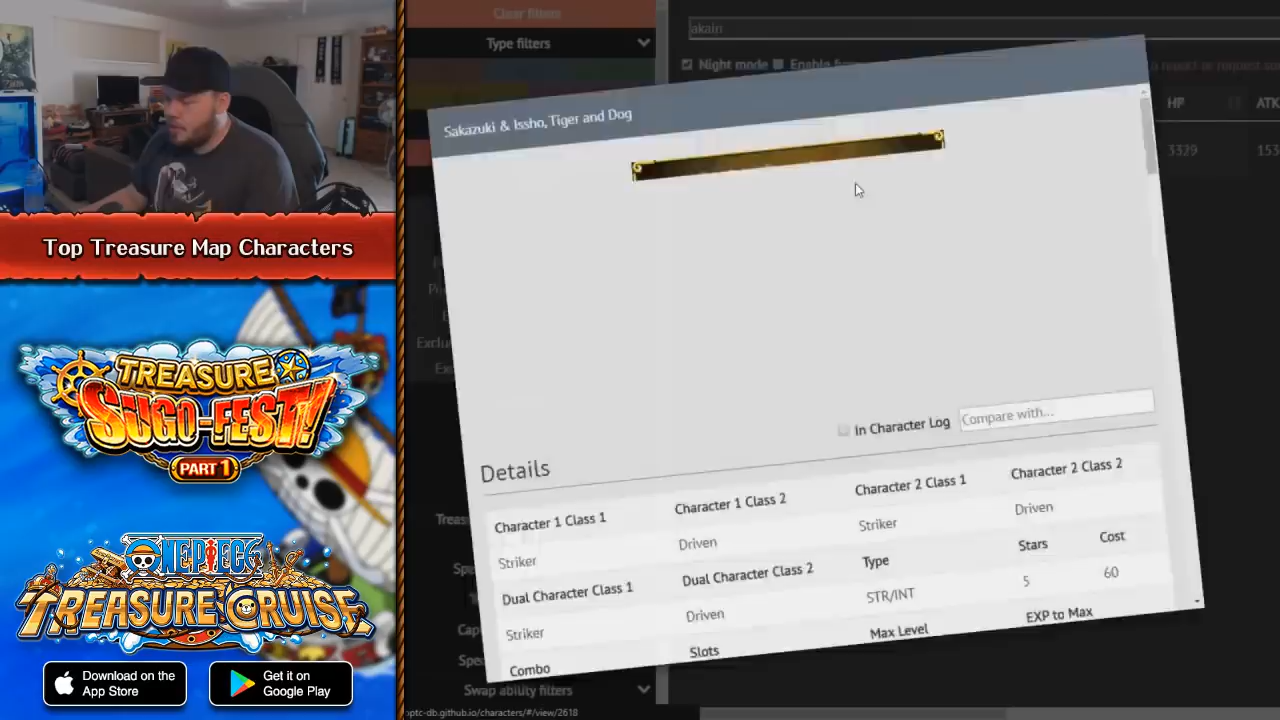 Clear filters
Type filters
akain
Night mode
Enable
a report or request
HP
ATK
3329
153
Sakazuki & Issho, Tiger and Dog
In Character Log
Compare with...
Details
Character 1 Class 1
Character 1 Class 2
Character 2 Class 1
Character 2 Class 2
Striker
Driven
Striker
Driven
Dual Character Class 1
Dual Character Class 2
Type
Stars
Cost
Striker
Driven
STR/INT
5
60
Combo
Slots
Max Level
EXP to Max
Swap ability filters
optc-db.github.io/characters/#/view/2618
Top Treasure Map Characters
TREASURE
SUGO-FEST!
PART 1
ONE PIECE
TREASURE CRUISE
Download on the
App Store
Get it on
Google Play